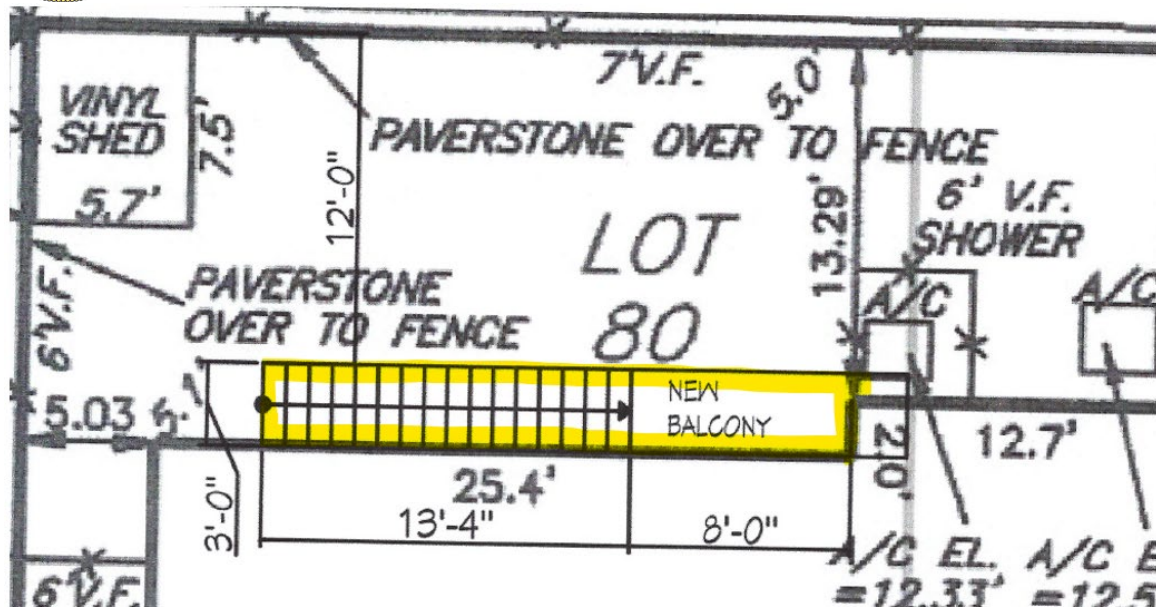 7'V.F.
5.0'
VINYL
SHED
7.5'
5.7'
PAVERSTONE OVER TO FENCE
12'-0"
13.29'
6' V.F.
SHOWER
LOT
80
A/C
A/C
PAVERSTONE
OVER TO FENCE
6'V.F.
5.03
NEW
BALCONY
2.0'
12.7'
25.4'
3'-0"
13'-4"
8'-0"
A/C EL.
=12.33'
A/C E
=12.5
6'V.F.